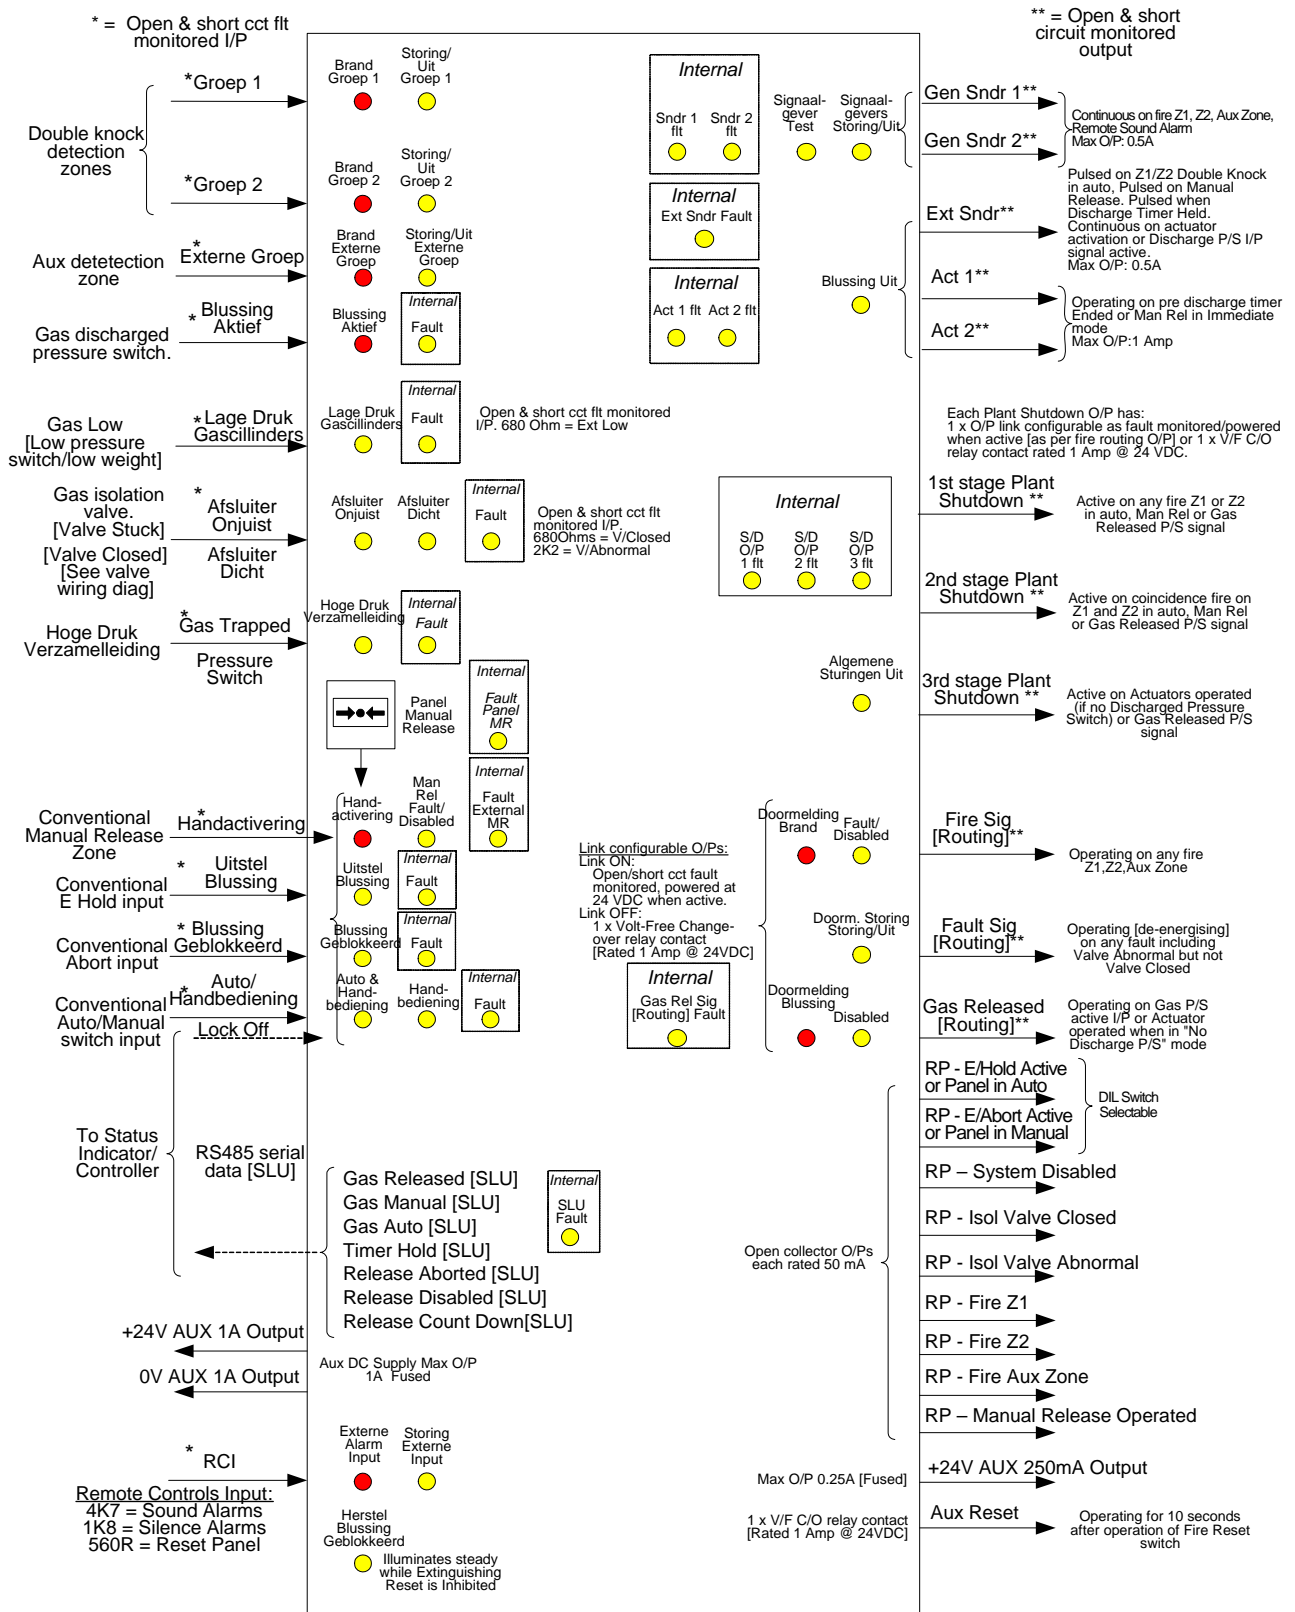 * = Open & short cct flt
monitored I/P
** = Open & short
circuit monitored
output
Double knock
detection
zones
*Groep 1
Brand
Groep 1
Storing/
Uit
Groep 1
*Groep 2
Brand
Groep 2
Storing/
Uit
Groep 2
Aux detetection
zone
*
Externe Groep
Brand
Externe
Groep
Storing/Uit
Externe
Groep
Gas discharged
pressure switch.
* Blussing
Aktief
Blussing
Aktief
Internal
Fault
Gas Low
[Low pressure
switch/low weight]
*Lage Druk
Gascillinders
Lage Druk
Gascillinders
Internal
Fault
Open & short cct flt monitored
I/P. 680 Ohm = Ext Low
Gas isolation
valve.
[Valve Stuck]
[Valve Closed]
[See valve
wiring diag]
*
Afsluiter
Onjuist
Afsluiter
Dicht
Afsluiter
Onjuist
Afsluiter
Dicht
Internal
Fault
Open & short cct flt
monitored I/P.
680Ohms = V/Closed
2K2 = V/Abnormal
Hoge Druk
Verzamelleiding
*
Gas Trapped
Pressure
Switch
Hoge Druk
Verzamelleiding
Internal
Fault
Panel
Manual
Release
Internal
Fault
Panel
MR
Conventional
Manual Release
Zone
*
Handactivering
Hand-
activering
Man
Rel
Fault/
Disabled
Internal
Fault
External
MR
Conventional
E Hold input
* Uitstel
Blussing
Uitstel
Blussing
Internal
Fault
Conventional
Abort input
* Blussing
Geblokkeerd
Blussing
Geblokkeerd
Internal
Fault
Conventional
Auto/Manual
switch input
* Auto/
Handbediening
Auto &
Hand-
bediening
Hand-
bediening
Internal
Fault
Lock Off
To Status
Indicator/
Controller
RS485 serial
data [SLU]
Gas Released [SLU]
Gas Manual [SLU]
Gas Auto [SLU]
Timer Hold [SLU]
Release Aborted [SLU]
Release Disabled [SLU]
Release Count Down[SLU]
Internal
SLU
Fault
+24V AUX 1A Output
0V AUX 1A Output
Aux DC Supply Max O/P
1A Fused
*
RCI
Remote Controls Input:
4K7 = Sound Alarms
1K8 = Silence Alarms
560R = Reset Panel
Externe
Alarm
Input
Storing
Externe
Input
Herstel
Blussing
Geblokkeerd
Illuminates steady
while Extinguishing
Reset is Inhibited
Internal
Sndr 1
flt
Sndr 2
flt
Signaal-
gever
Test
Signaal-
gevers
Storing/Uit
Gen Sndr 1**
Gen Sndr 2**
Continuous on fire Z1, Z2, Aux Zone,
Remote Sound Alarm
Max O/P: 0.5A
Internal
Ext Sndr Fault
Ext Sndr**
Pulsed on Z1/Z2 Double Knock
in auto, Pulsed on Manual
Release. Pulsed when
Discharge Timer Held.
Continuous on actuator
activation or Discharge P/S I/P
signal active.
Max O/P: 0.5A
Internal
Act 1 flt
Act 2 flt
Blussing Uit
Act 1**
Act 2**
Operating on pre discharge timer
Ended or Man Rel in Immediate
mode
Max O/P:1 Amp
Each Plant Shutdown O/P has:
1 x O/P link configurable as fault monitored/powered
when active [as per fire routing O/P] or 1 x V/F C/O
relay contact rated 1 Amp @ 24 VDC.
Internal
S/D
O/P
1 flt
S/D
O/P
2 flt
S/D
O/P
3 flt
1st stage Plant
Shutdown **
Active on any fire Z1 or Z2
in auto, Man Rel or Gas
Released P/S signal
2nd stage Plant
Shutdown **
Active on coincidence fire on
Z1 and Z2 in auto, Man Rel
or Gas Released P/S signal
Algemene
Sturingen Uit
3rd stage Plant
Shutdown **
Active on Actuators operated
(if no Discharged Pressure
Switch) or Gas Released P/S
signal
Link configurable O/Ps:
Link ON:
Open/short cct fault
monitored, powered at
24 VDC when active.
Link OFF:
1 x Volt-Free Change-
over relay contact
[Rated 1 Amp @ 24VDC]
Doormelding
Brand
Fault/
Disabled
Fire Sig
[Routing]**
Operating on any fire
Z1,Z2,Aux Zone
Doorm. Storing
Storing/Uit
Fault Sig
[Routing]**
Operating [de-energising]
on any fault including
Valve Abnormal but not
Valve Closed
Internal
Gas Rel Sig
[Routing] Fault
Doormelding
Blussing
Disabled
Gas Released
[Routing]**
Operating on Gas P/S
active I/P or Actuator
operated when in "No
Discharge P/S" mode
Open collector O/Ps
each rated 50 mA
RP - E/Hold Active
or Panel in Auto
RP - E/Abort Active
or Panel in Manual
DIL Switch
Selectable
RP – System Disabled
RP - Isol Valve Closed
RP - Isol Valve Abnormal
RP - Fire Z1
RP - Fire Z2
RP - Fire Aux Zone
RP – Manual Release Operated
Max O/P 0.25A [Fused]
+24V AUX 250mA Output
1 x V/F C/O relay contact
[Rated 1 Amp @ 24VDC]
Aux Reset
Operating for 10 seconds
after operation of Fire Reset
switch